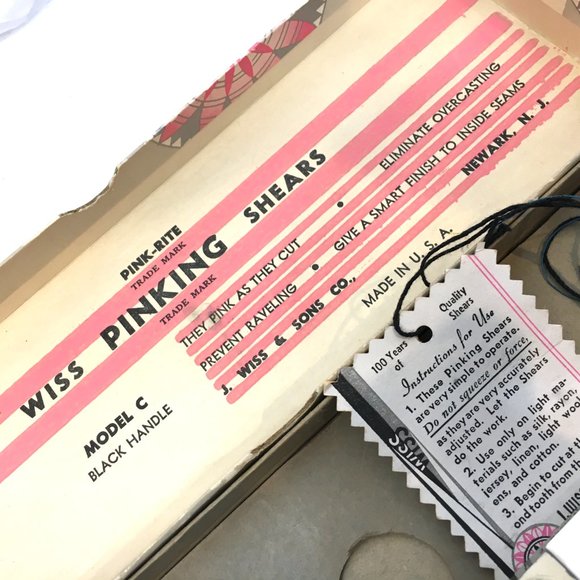 PINK-RITE
TRADE MARK
WISS PINKING SHEARS
TRADE MARK
THEY PINK AS THEY CUT • ELIMINATE OVERCASTING
PREVENT RAVELING • GIVE A SMART FINISH TO INSIDE SEAMS
J. WISS & SONS CO., NEWARK, N. J.
MADE IN U. S. A.
MODEL C
BLACK HANDLE
100 Years of Quality Shears
Instructions for Use
1. These Pinking Shears
are very simple to operate.
Do not squeeze or force,
as they are very accurately
adjusted. Let the Shears
do the work.
2. Use only on light ma-
terials such as silk, rayon,
jersey, linen, light wool-
ens, and cotton.
3. Begin to cut at
ond tooth from the
WISS